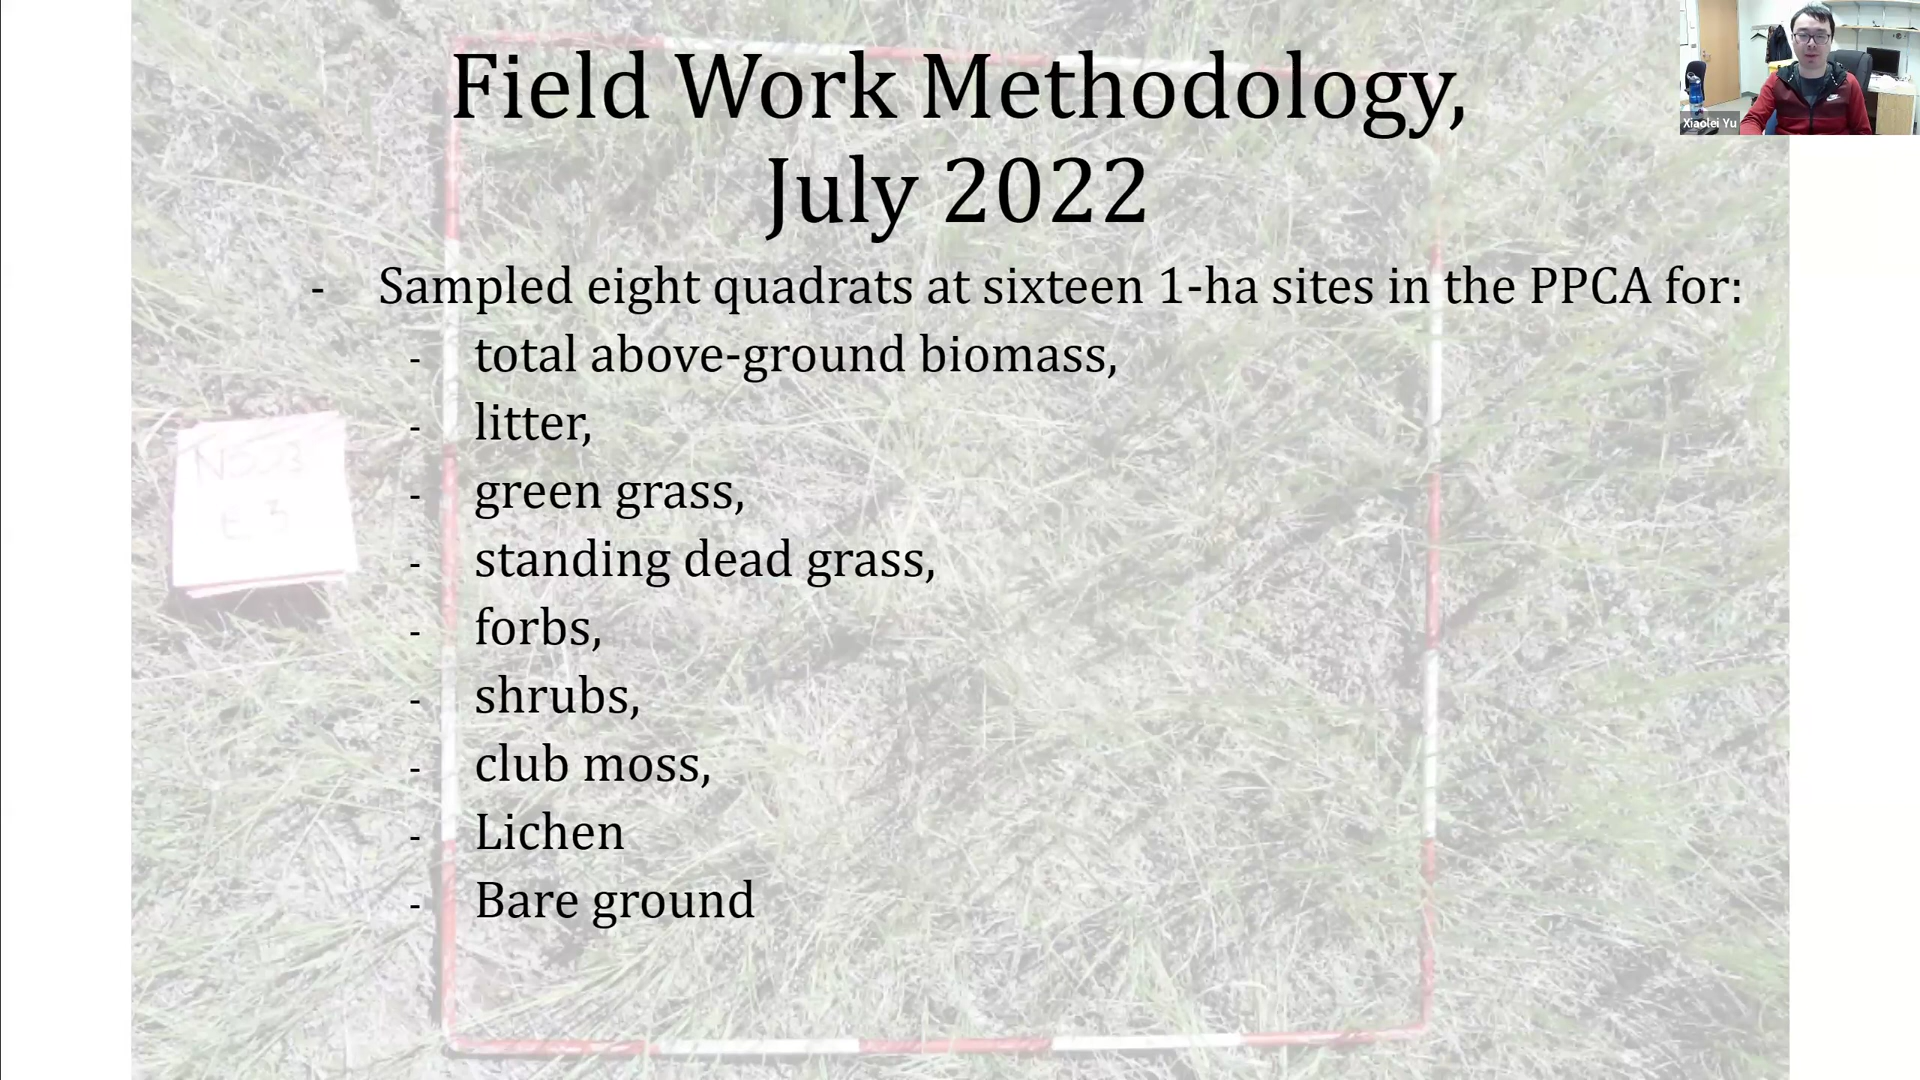 Field Work Methodology,
July 2022
- Sampled eight quadrats at sixteen 1-ha sites in the PPCA for:
- total above-ground biomass,
- litter,
- green grass,
- standing dead grass,
- forbs,
- shrubs,
- club moss,
- Lichen
- Bare ground
Xiaolei Yu
E3